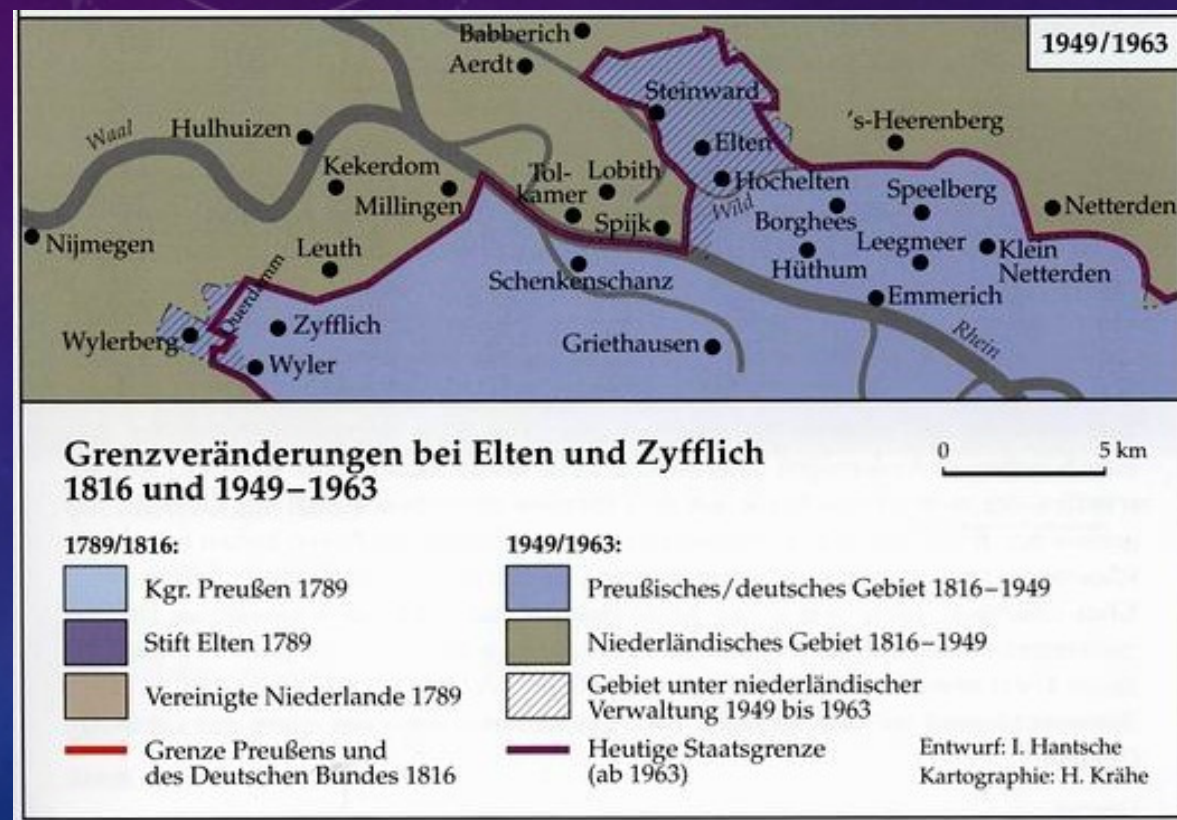 1949/1963
Babberich
Aerdt
Steinward
Waal
Hulhuizen
's-Heerenberg
Elten
Kekerdom
Tol-
kamer
Lobith
Hochelten
Speelberg
Millingen
Wild
Borghees
Netterden
Nijmegen
Spijk
Leegmeer
Klein
Netterden
Leuth
Schenkenschanz
Hüthum
Emmerich
Querdamm
Zyfflich
Wylerberg
Griethausen
Rhein
Wyler
Grenzveränderungen bei Elten und Zyfflich
1816 und 1949–1963
0 5 km
1789/1816:
Kgr. Preußen 1789
Stift Elten 1789
Vereinigte Niederlande 1789
Grenze Preußens und
des Deutschen Bündes 1816
1949/1963:
Preußisches/deutsches Gebiet 1816–1949
Niederländisches Gebiet 1816–1949
Gebiet unter niederländischer
Verwaltung 1949 bis 1963
Heutige Staatsgrenze
(ab 1963)
Entwurf: I. Hantsche
Kartographie: H. Krähe